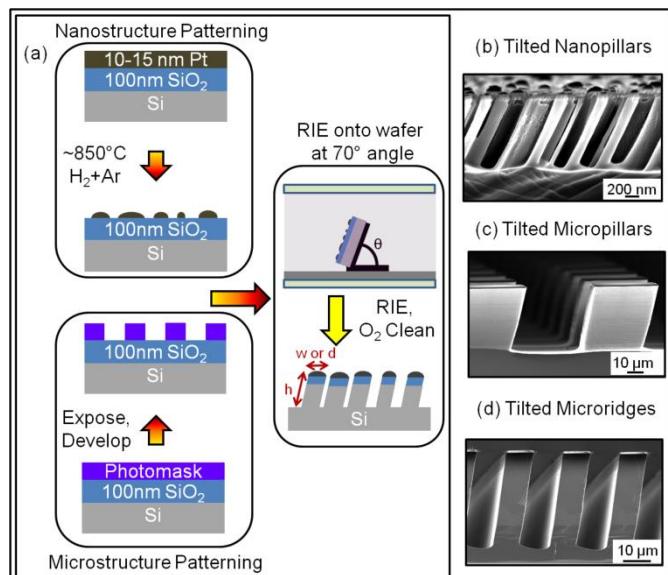 Nanostructure Patterning
(a)
10-15 nm Pt
100nm SiO₂
Si
~850°C
H₂+Ar
100nm SiO₂
Si
100nm SiO₂
Si
Expose,
Develop
Photomask
100nm SiO₂
Si
Microstructure Patterning
RIE onto wafer
at 70° angle
θ
RIE,
O₂ Clean
w or d
h
Si
(b) Tilted Nanopillars
200 nm
(c) Tilted Micropillars
10 µm
(d) Tilted Microridges
10 µm